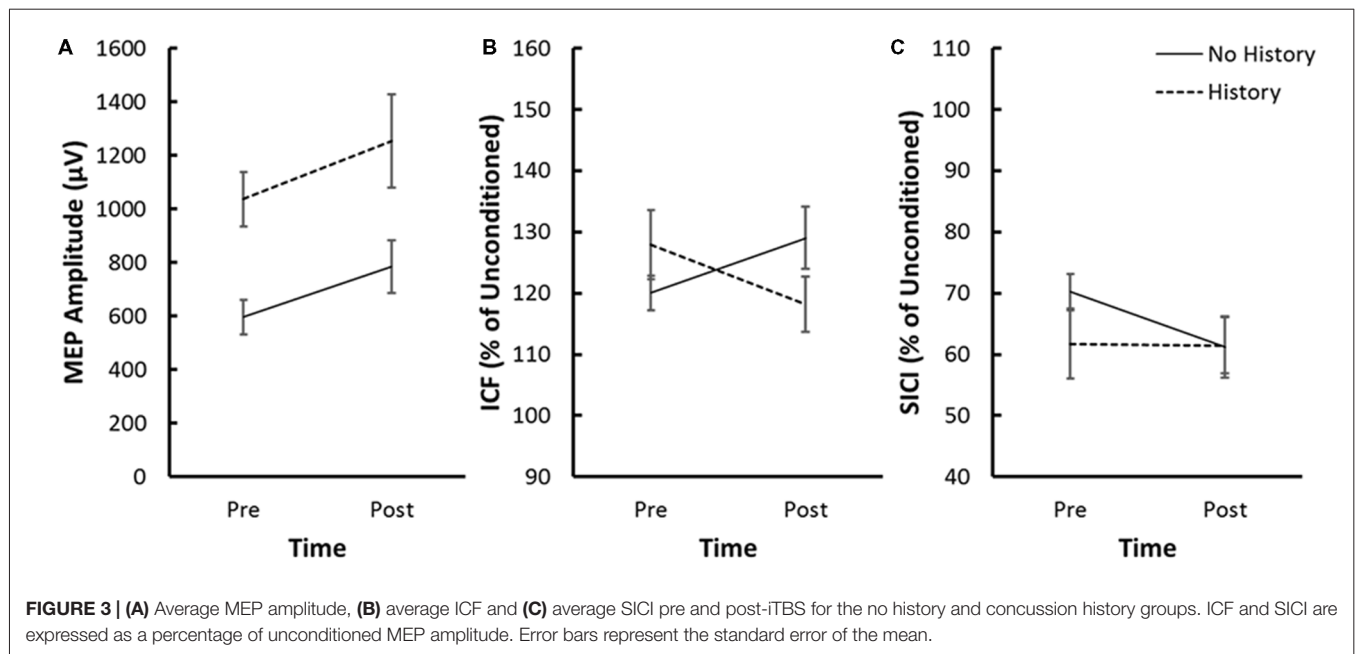 A
MEP Amplitude (µV)
1600
1400
1200
1000
800
600
400
200
0
Pre
Post
Time
B
ICF (% of Unconditioned)
160
150
140
130
120
110
100
90
Pre
Post
Time
C
SICI (% of Unconditioned)
110
100
90
80
70
60
50
40
Pre
Post
Time
No History
History
FIGURE 3 | (A) Average MEP amplitude, (B) average ICF and (C) average SICI pre and post-iTBS for the no history and concussion history groups. ICF and SICI are
expressed as a percentage of unconditioned MEP amplitude. Error bars represent the standard error of the mean.